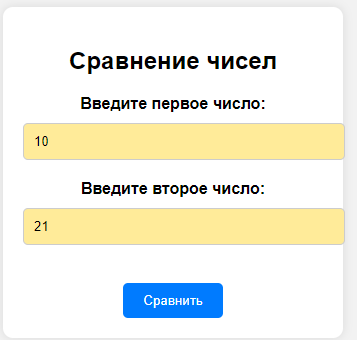 Сравнение чисел
Введите первое число:
10
Введите второе число:
21
Сравнить